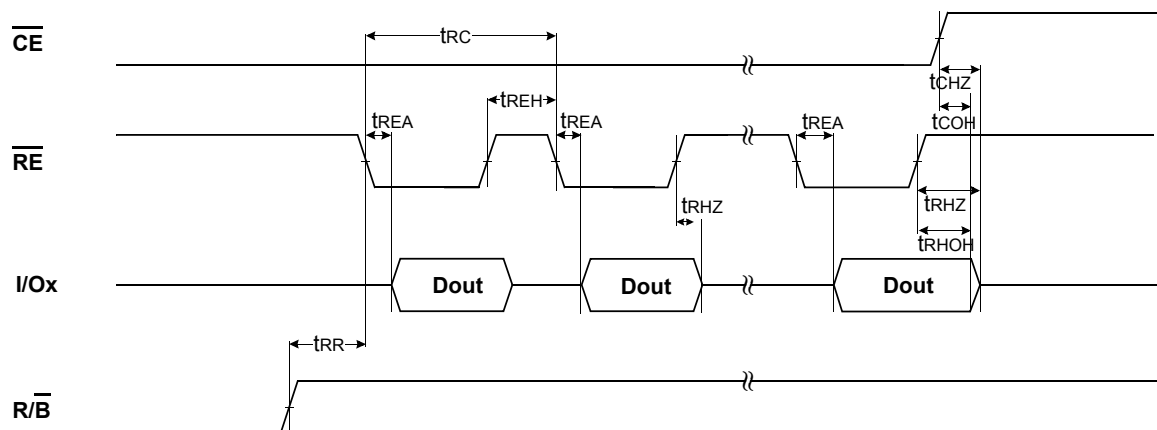 CE
tRC
tCHZ
tREH
tCOH
tREA
tREA
tREA
RE
tRHZ
tRHZ
tRHOH
I/Ox
Dout
Dout
Dout
tRR
R/B